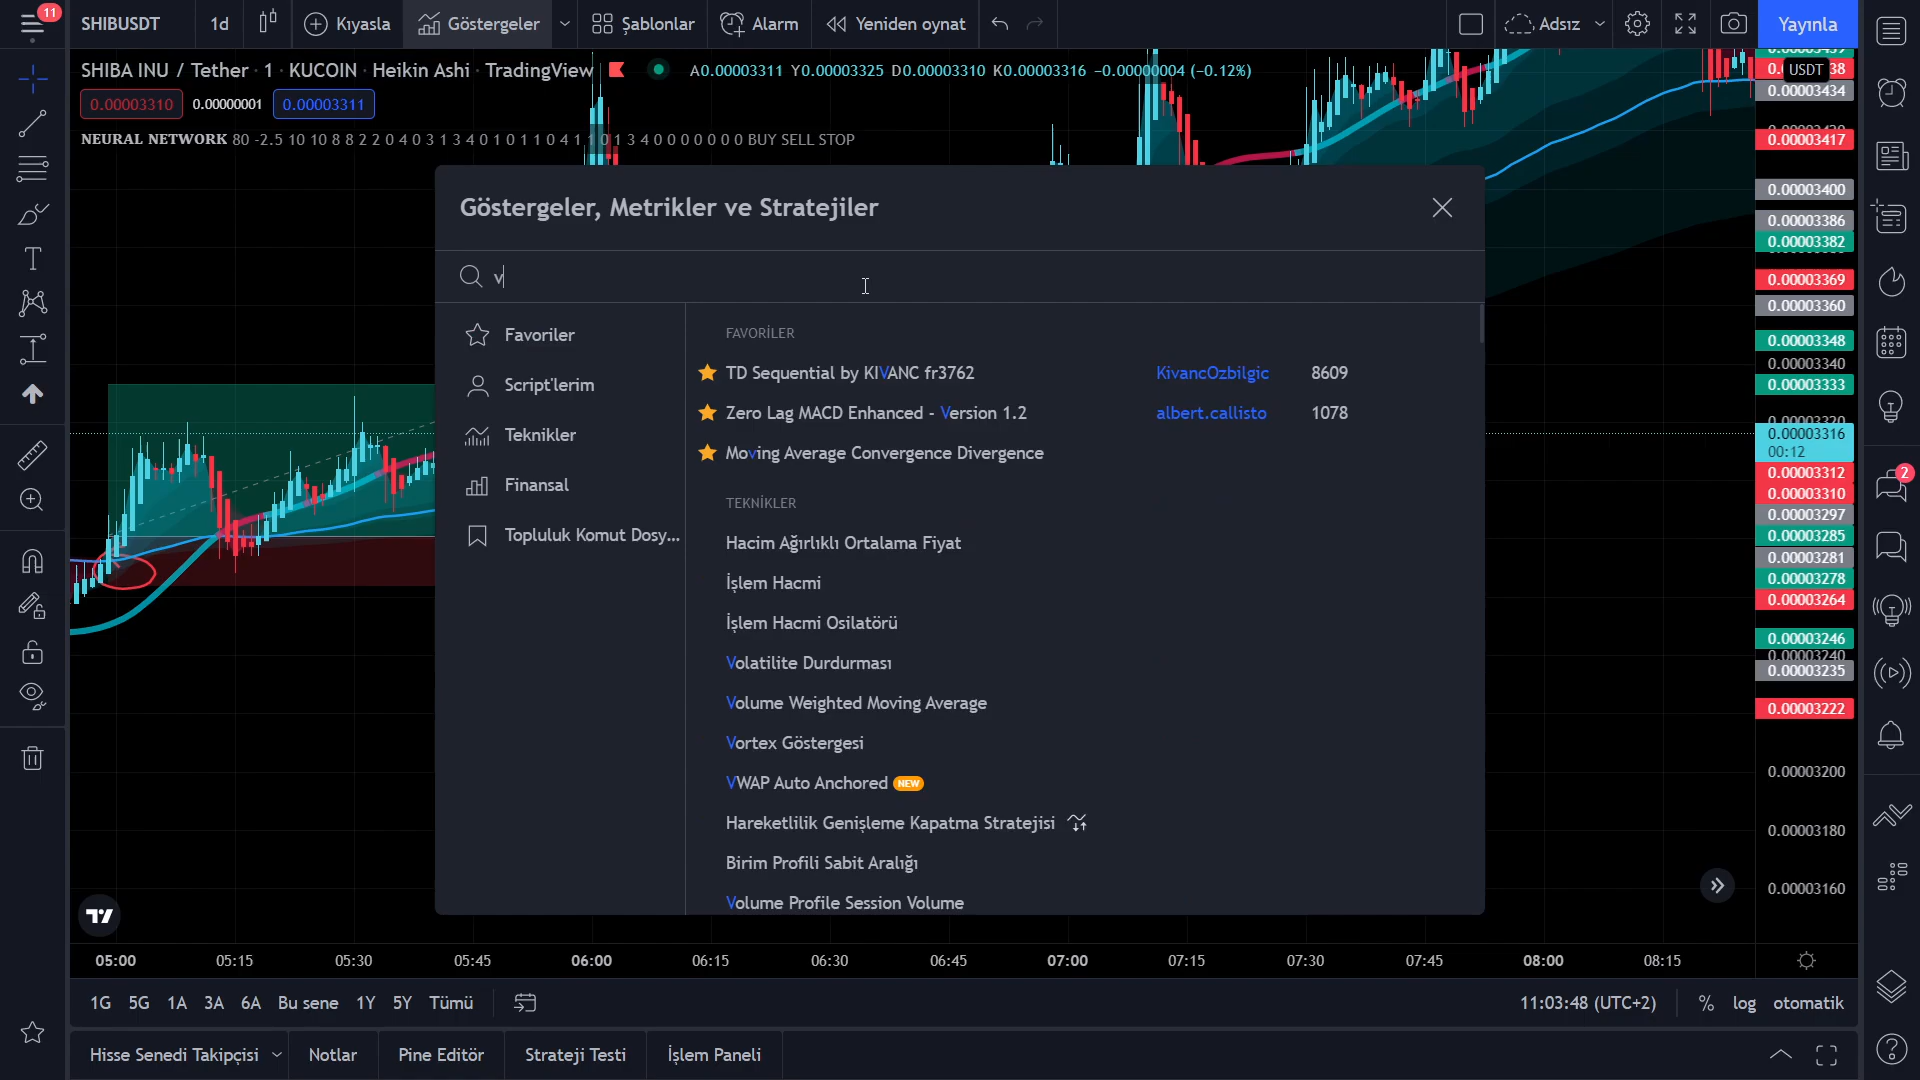 11
SHIBUSDT
1d
Kıyasla
Göstergeler
Şablonlar
Alarm
Yeniden oynat
Adsız
Yayınla
SHIBA INU / Tether · 1 · KUCOIN · Heikin Ashi · TradingView
A0.00003311 Y0.00003325 D0.00003310 K0.00003316 −0.00000004 (−0.12%)
0.00003310
0.00000001
0.00003311
NEURAL NETWORK 80 -2.5 10 10 8 8 2 2 0 4 0 3 1 3 4 0 1 0 1 1 0 4 1 1 0 1 3 4 0 0 0 0 0 0 0 BUY SELL STOP
Göstergeler, Metrikler ve Stratejiler
v
Favoriler
Script'lerim
Teknikler
Finansal
Topluluk Komut Dosy...
FAVORİLER
TD Sequential by KIVANC fr3762
KivancOzbilgic
8609
Zero Lag MACD Enhanced - Version 1.2
albert.callisto
1078
Moving Average Convergence Divergence
TEKNİKLER
Hacim Ağırlıklı Ortalama Fiyat
İşlem Hacmi
İşlem Hacmi Osilatörü
Volatilite Durdurması
Volume Weighted Moving Average
Vortex Göstergesi
VWAP Auto Anchored NEW
Hareketlilik Genişleme Kapatma Stratejisi
Birim Profili Sabit Aralığı
Volume Profile Session Volume
USDT
0.00003434
0.00003417
0.00003400
0.00003386
0.00003382
0.00003369
0.00003360
0.00003348
0.00003340
0.00003333
0.00003320
0.00003316
00:12
0.00003312
0.00003310
0.00003297
0.00003285
0.00003281
0.00003278
0.00003264
0.00003246
0.00003240
0.00003235
0.00003222
0.00003200
0.00003180
0.00003160
2
05:00
05:15
05:30
05:45
06:00
06:15
06:30
06:45
07:00
07:15
07:30
07:45
08:00
08:15
1G
5G
1A
3A
6A
Bu sene
1Y
5Y
Tümü
11:03:48 (UTC+2)
%
log
otomatik
Hisse Senedi Takipçisi
Notlar
Pine Editör
Strateji Testi
İşlem Paneli